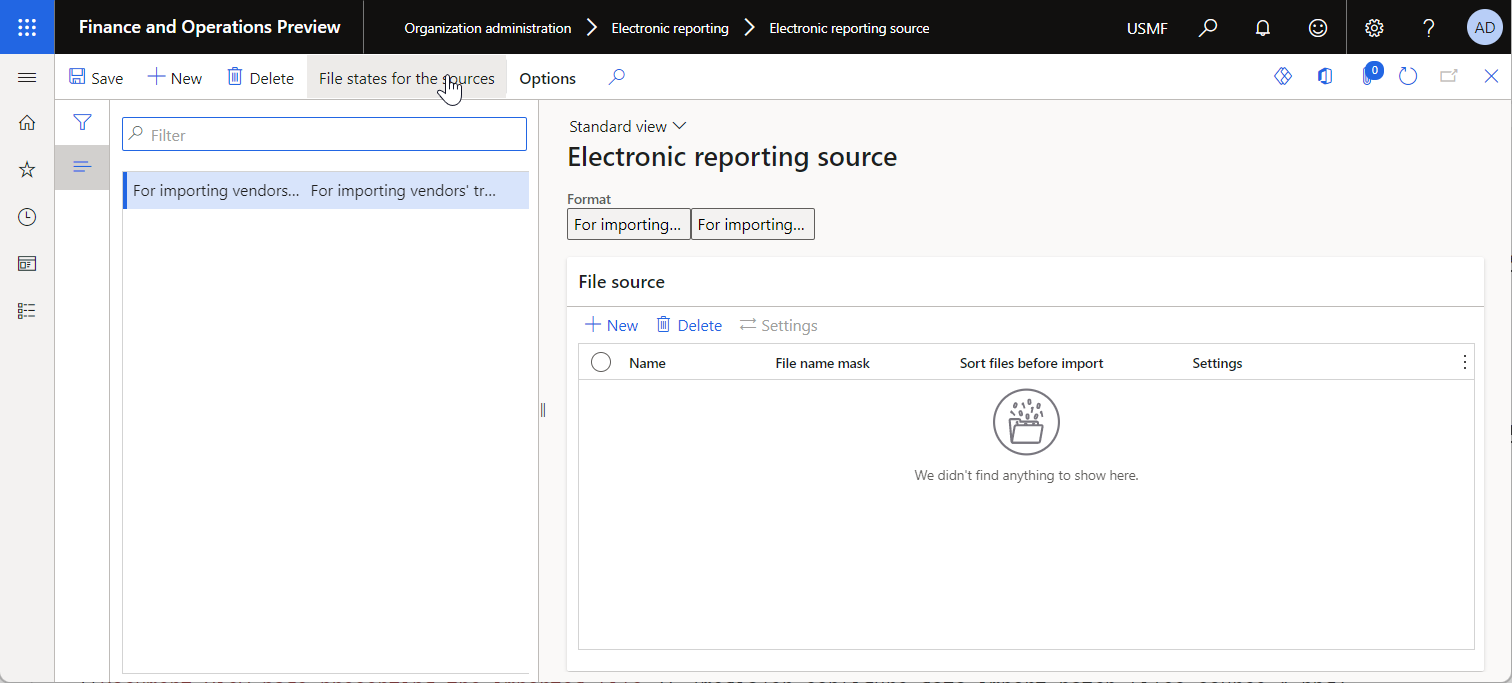 Finance and Operations Preview
Organization administration
Electronic reporting
Electronic reporting source
USMF
AD
Save
New
Delete
File states for the sources
Options
0
Filter
For importing vendors... For importing vendors' tr...
Standard view
Electronic reporting source
Format
For importing... For importing...
File source
New
Delete
Settings
Name File name mask Sort files before import Settings
We didn't find anything to show here.